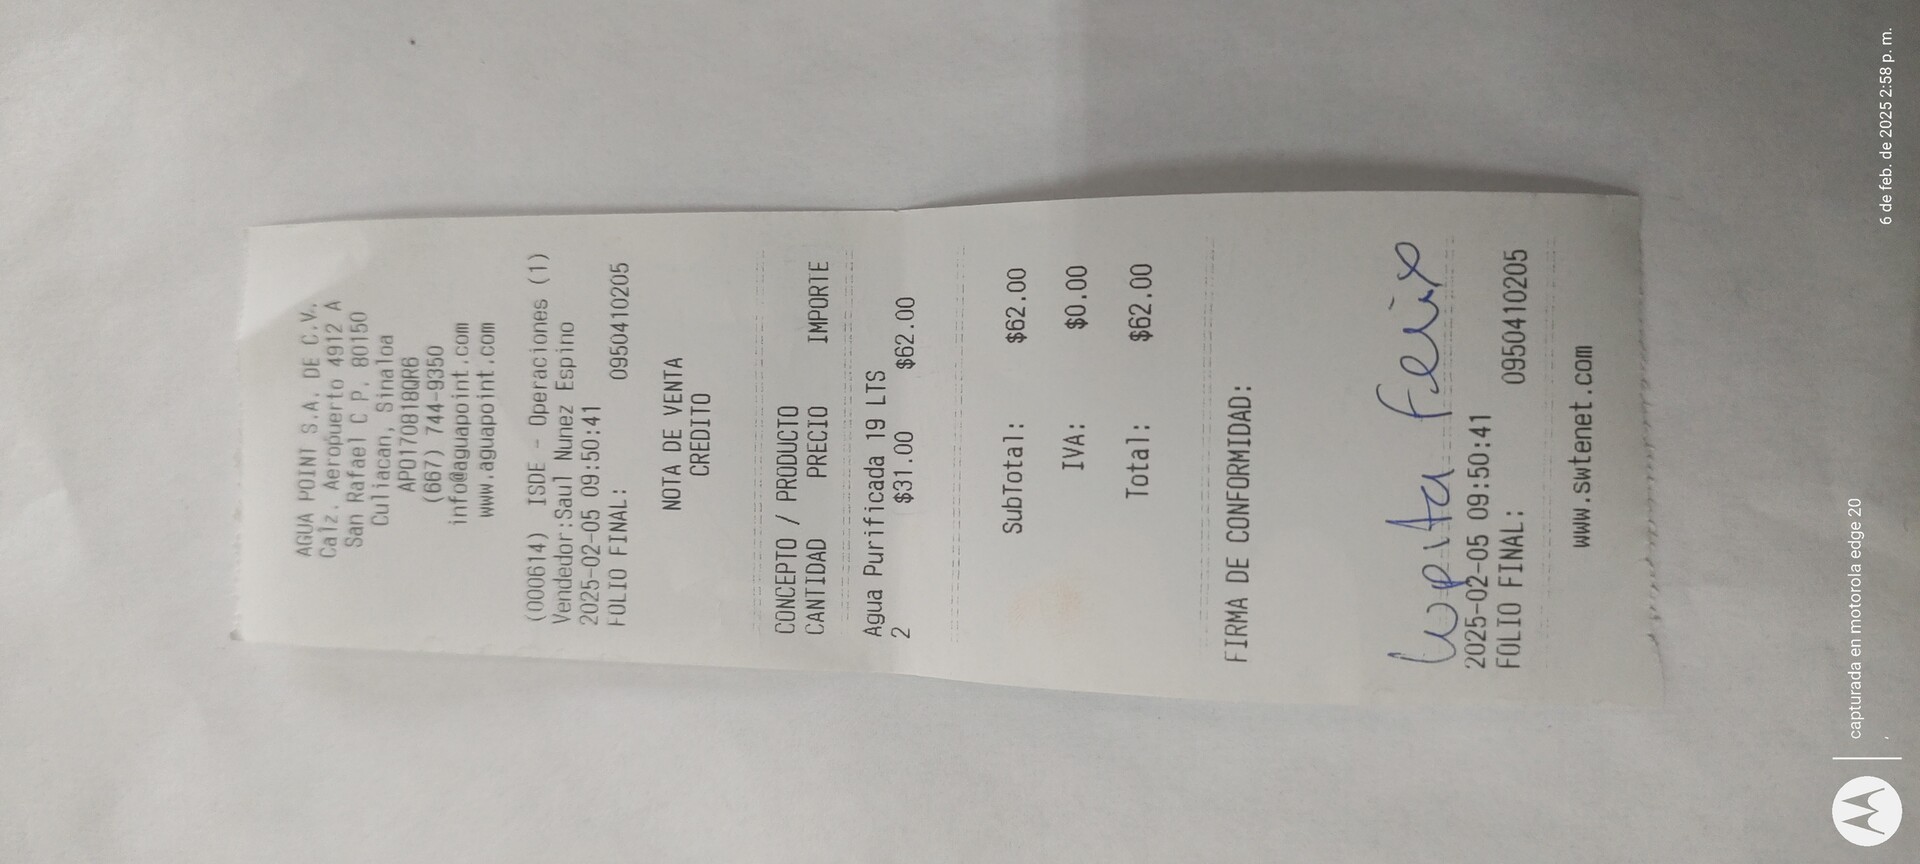 AGUA POINT S.A. DE C.V.
Calz. Aeropuerto 4912 A
San Rafael C P. 80150
Culiacan, Sinaloa
APO170818QR6
(667) 744-9350
info@aguapoint.com
www.aguapoint.com
(000614) ISDE - Operaciones (1)
Vendedor:Saul Nunez Espino
2025-02-05 09:50:41
FOLIO FINAL: 0950410205
NOTA DE VENTA
CREDITO
CONCEPTO / PRODUCTO
CANTIDAD PRECIO IMPORTE
Agua Purificada 19 LTS
2 $31.00 $62.00
SubTotal: $62.00
IVA: $0.00
Total: $62.00
FIRMA DE CONFORMIDAD:
Lupita Felix
2025-02-05 09:50:41
FOLIO FINAL: 0950410205
www.swtenet.com
capturada en motorola edge 20
6 de feb. de 2025 2:58 p. m.